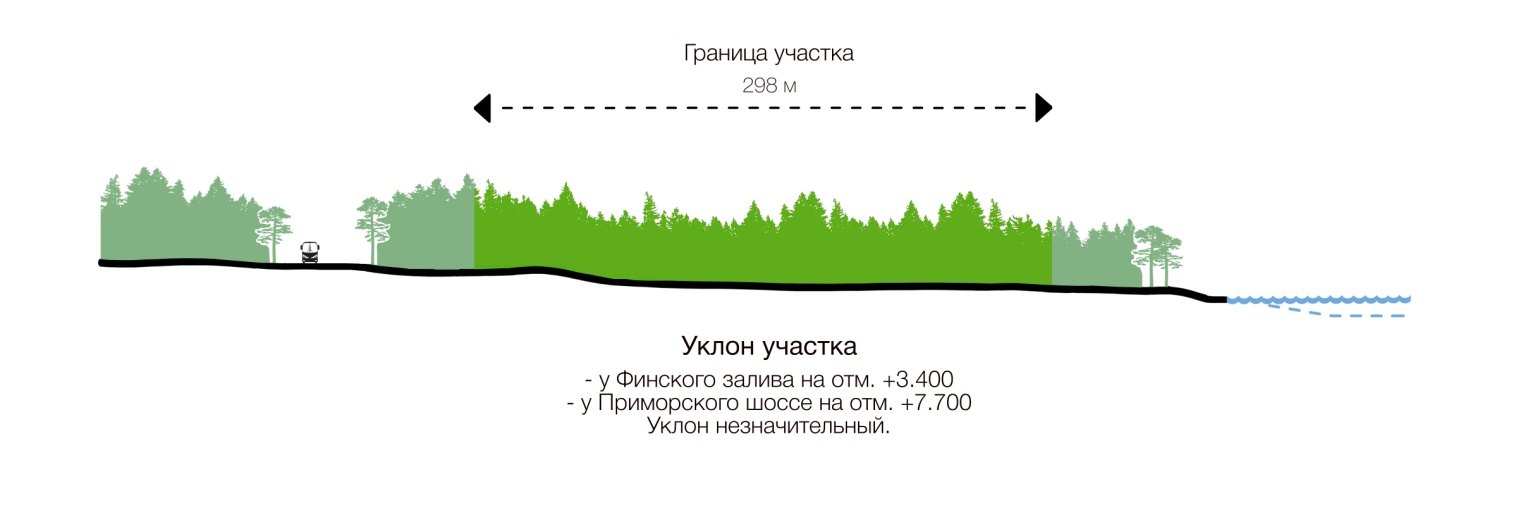 Граница участка
298 м
Уклон участка
- у Финского залива на отм. +3.400
- у Приморского шоссе на отм. +7.700
Уклон незначительный.